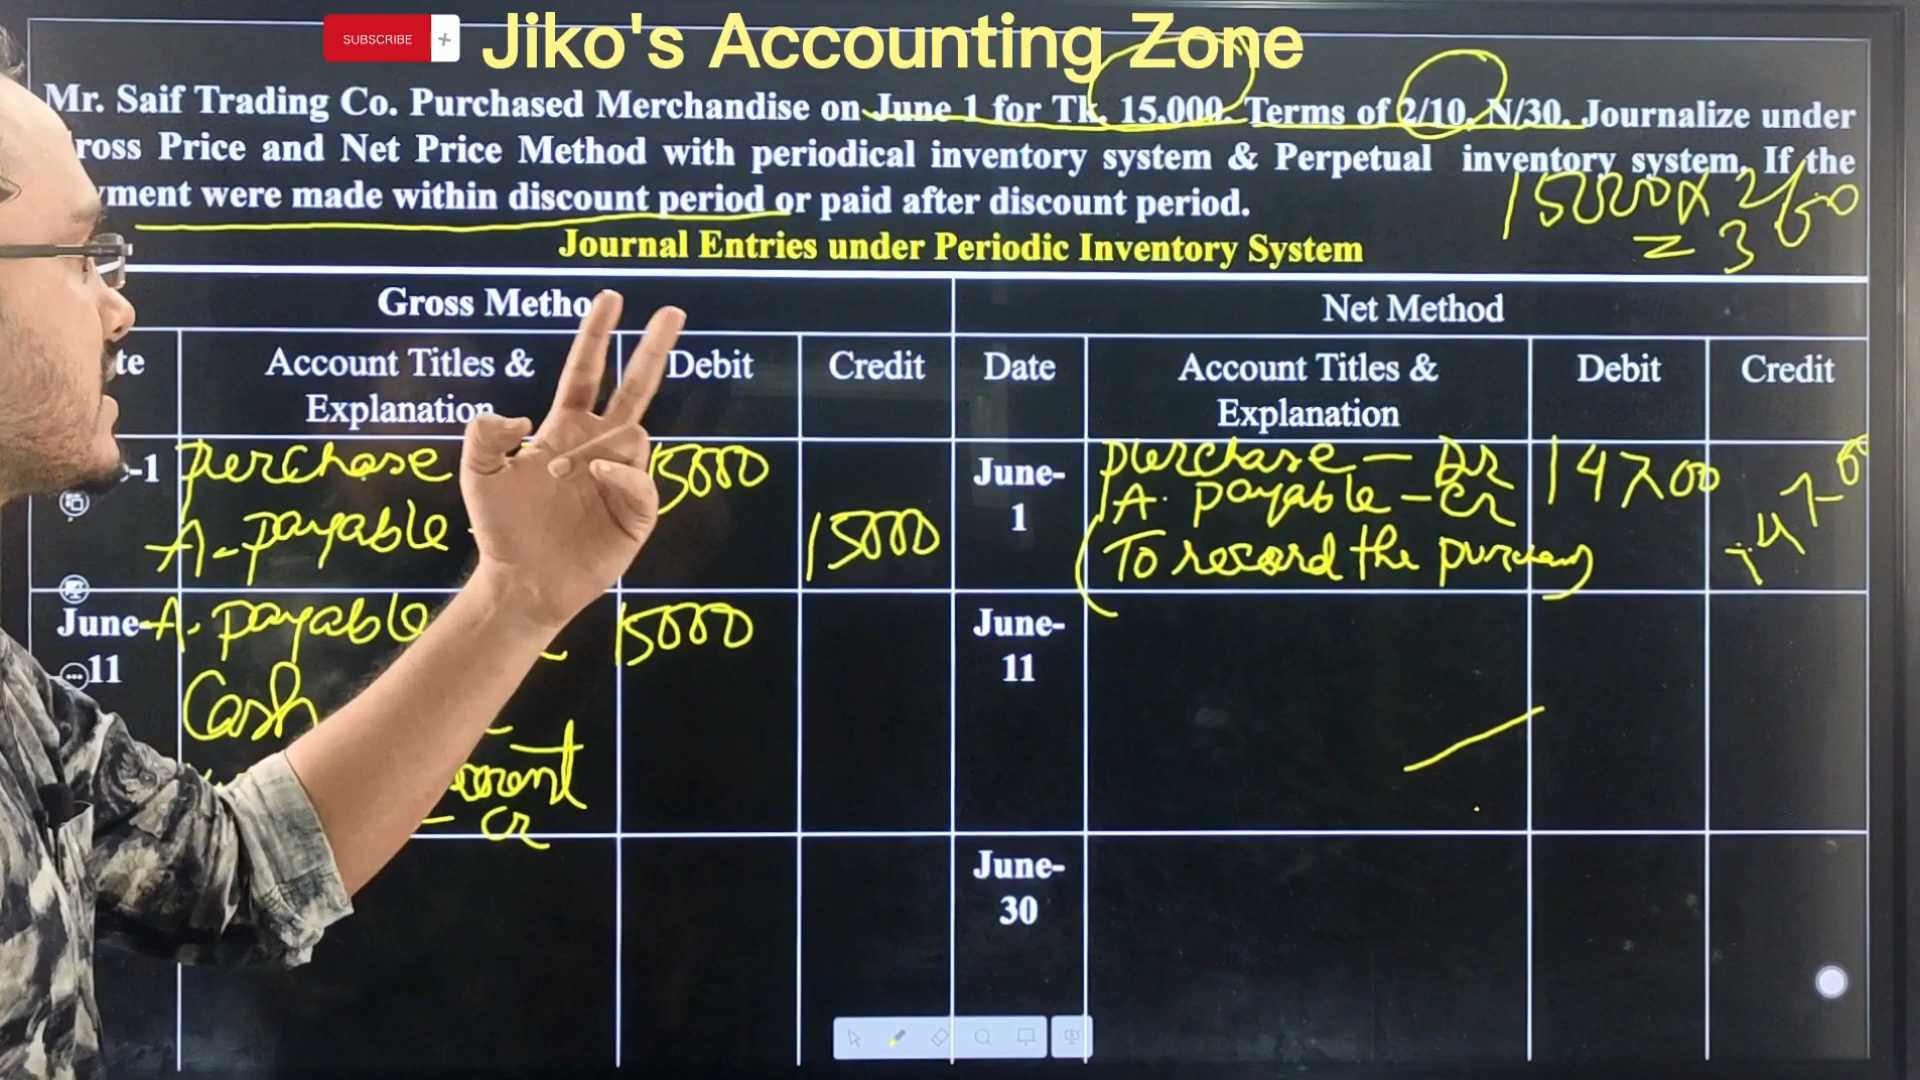 SUBSCRIBE +
Jiko's Accounting Zone
Mr. Saif Trading Co. Purchased Merchandise on June 1 for Tk. 15,000. Terms of 2/10, N/30. Journalize under
ross Price and Net Price Method with periodical inventory system & Perpetual inventory system, If the
yment were made within discount period or paid after discount period.
15000 x 2/
= 3
Journal Entries under Periodic Inventory System
Gross Metho
Net Method
te
Account Titles &
Explanation
Debit
Credit
Date
Account Titles &
Explanation
Debit
Credit
-1
purchase
15000
A. payable
15000
June-
1
purchase - Dr
14700
A. payable - Cr
(To record the
June-
11
A. payable
15000
Cash
- Cr
June-
11
June-
30